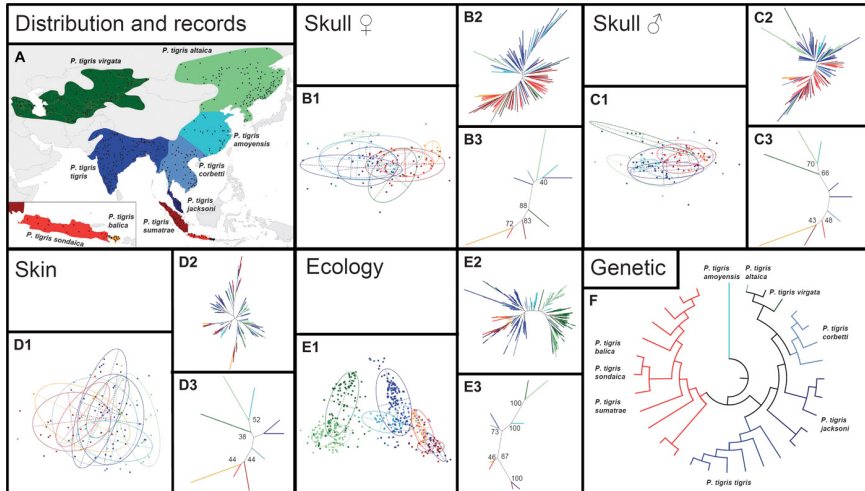 Distribution and records
A
P. tigris altaica
P. tigris virgata
P. tigris
amoyensis
P. tigris
tigris
P. tigris
corbetti
P. tigris
jacksoni
P. tigris
balica
P. tigris
sumatrae
P. tigris sondaica
Skull ♀
B1
B2
B3
40
88
72
83
Skull ♂
C1
C2
C3
70
66
43
48
Skin
D1
D2
D3
52
38
44
44
Ecology
E1
E2
E3
100
100
73
46
87
100
Genetic
F
P. tigris
amoyensis
P. tigris
altaica
P. tigris virgata
P. tigris
corbetti
P. tigris
balica
P. tigris
sondaica
P. tigris
sumatrae
P. tigris
jacksoni
P. tigris tigris